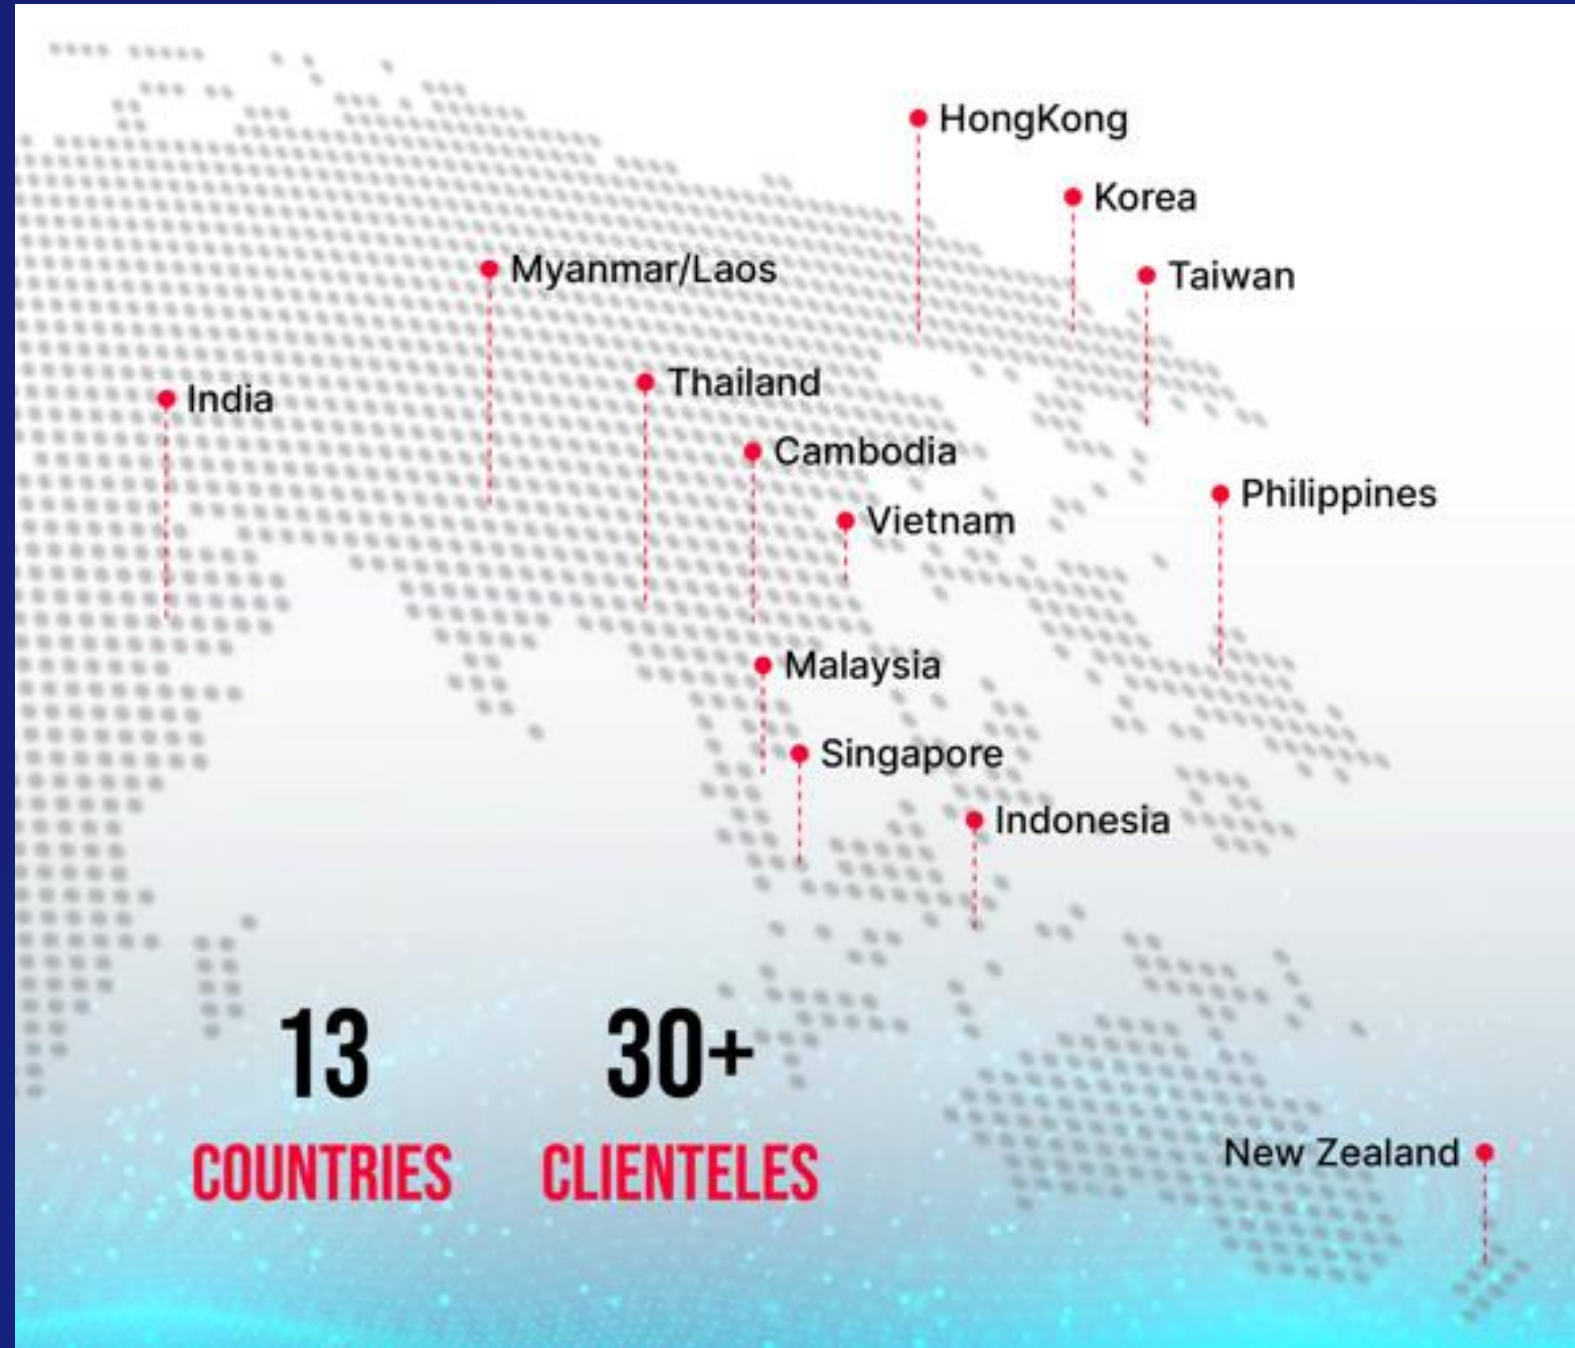 HongKong
Korea
Myanmar/Laos
Taiwan
Thailand
India
Cambodia
Philippines
Vietnam
Malaysia
Singapore
Indonesia
13
COUNTRIES
30+
CLIENTELES
New Zealand